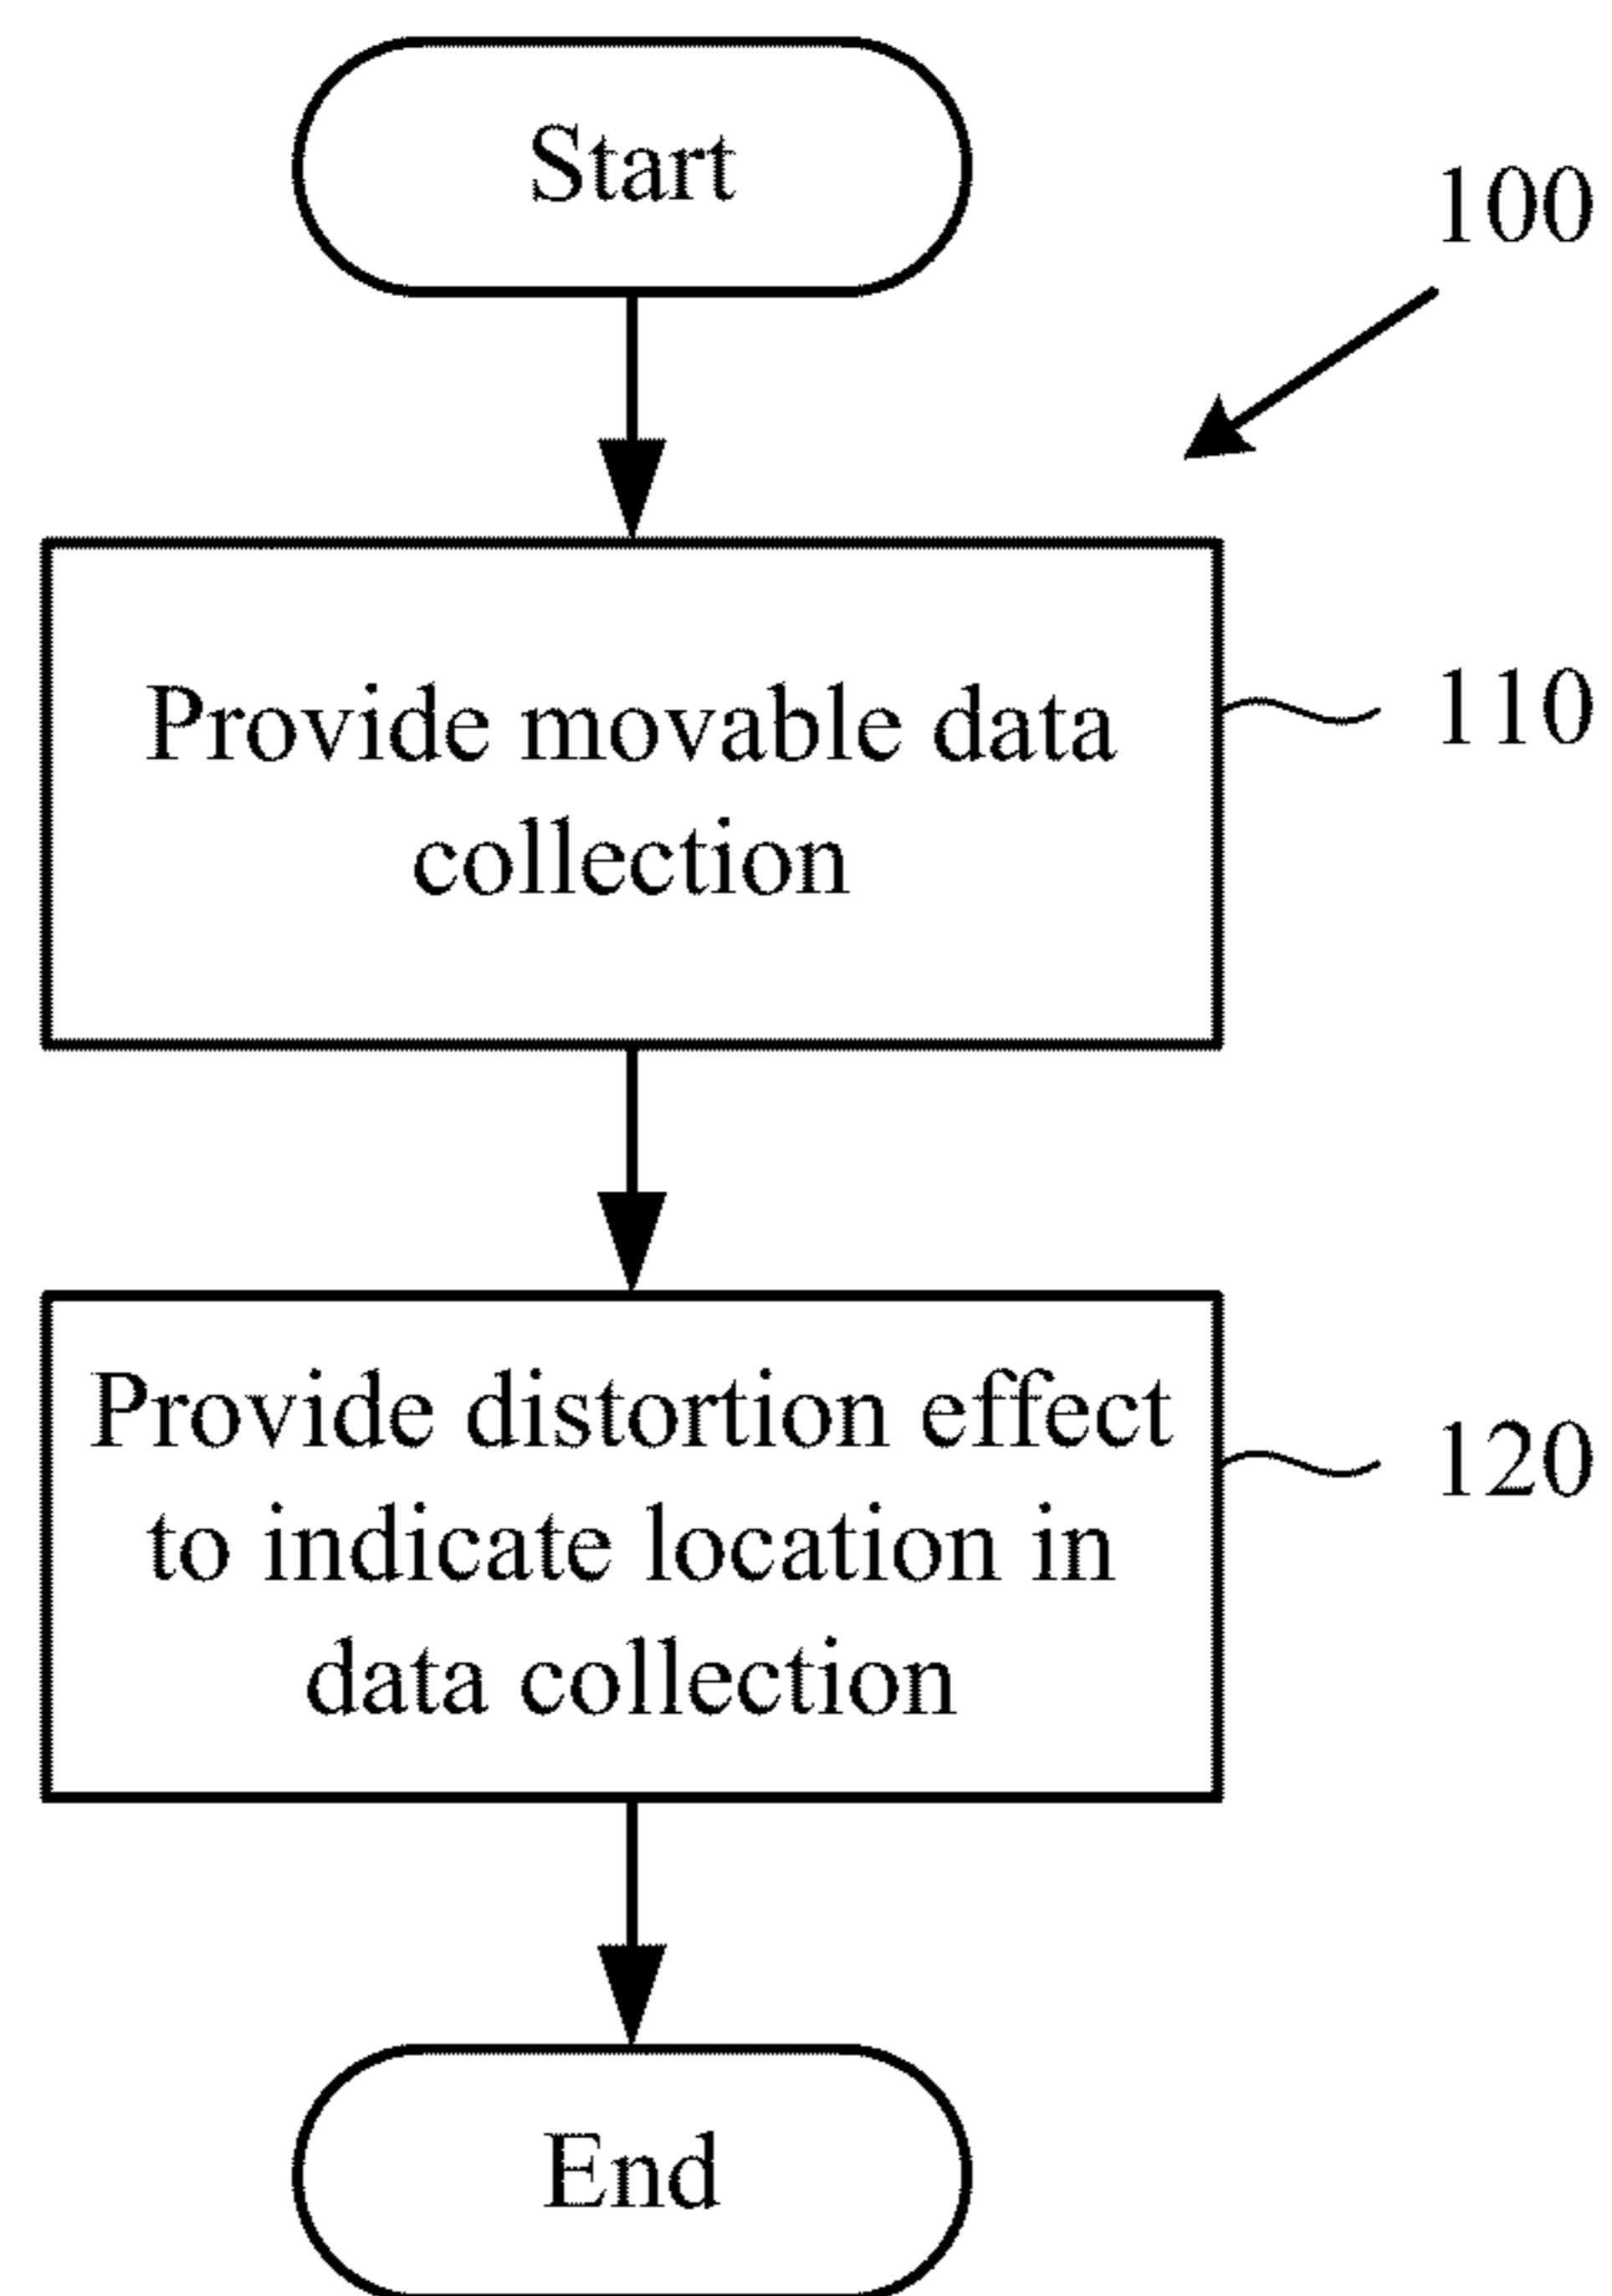 Start
100
Provide movable data
collection
110
Provide distortion effect
to indicate location in
data collection
120
End